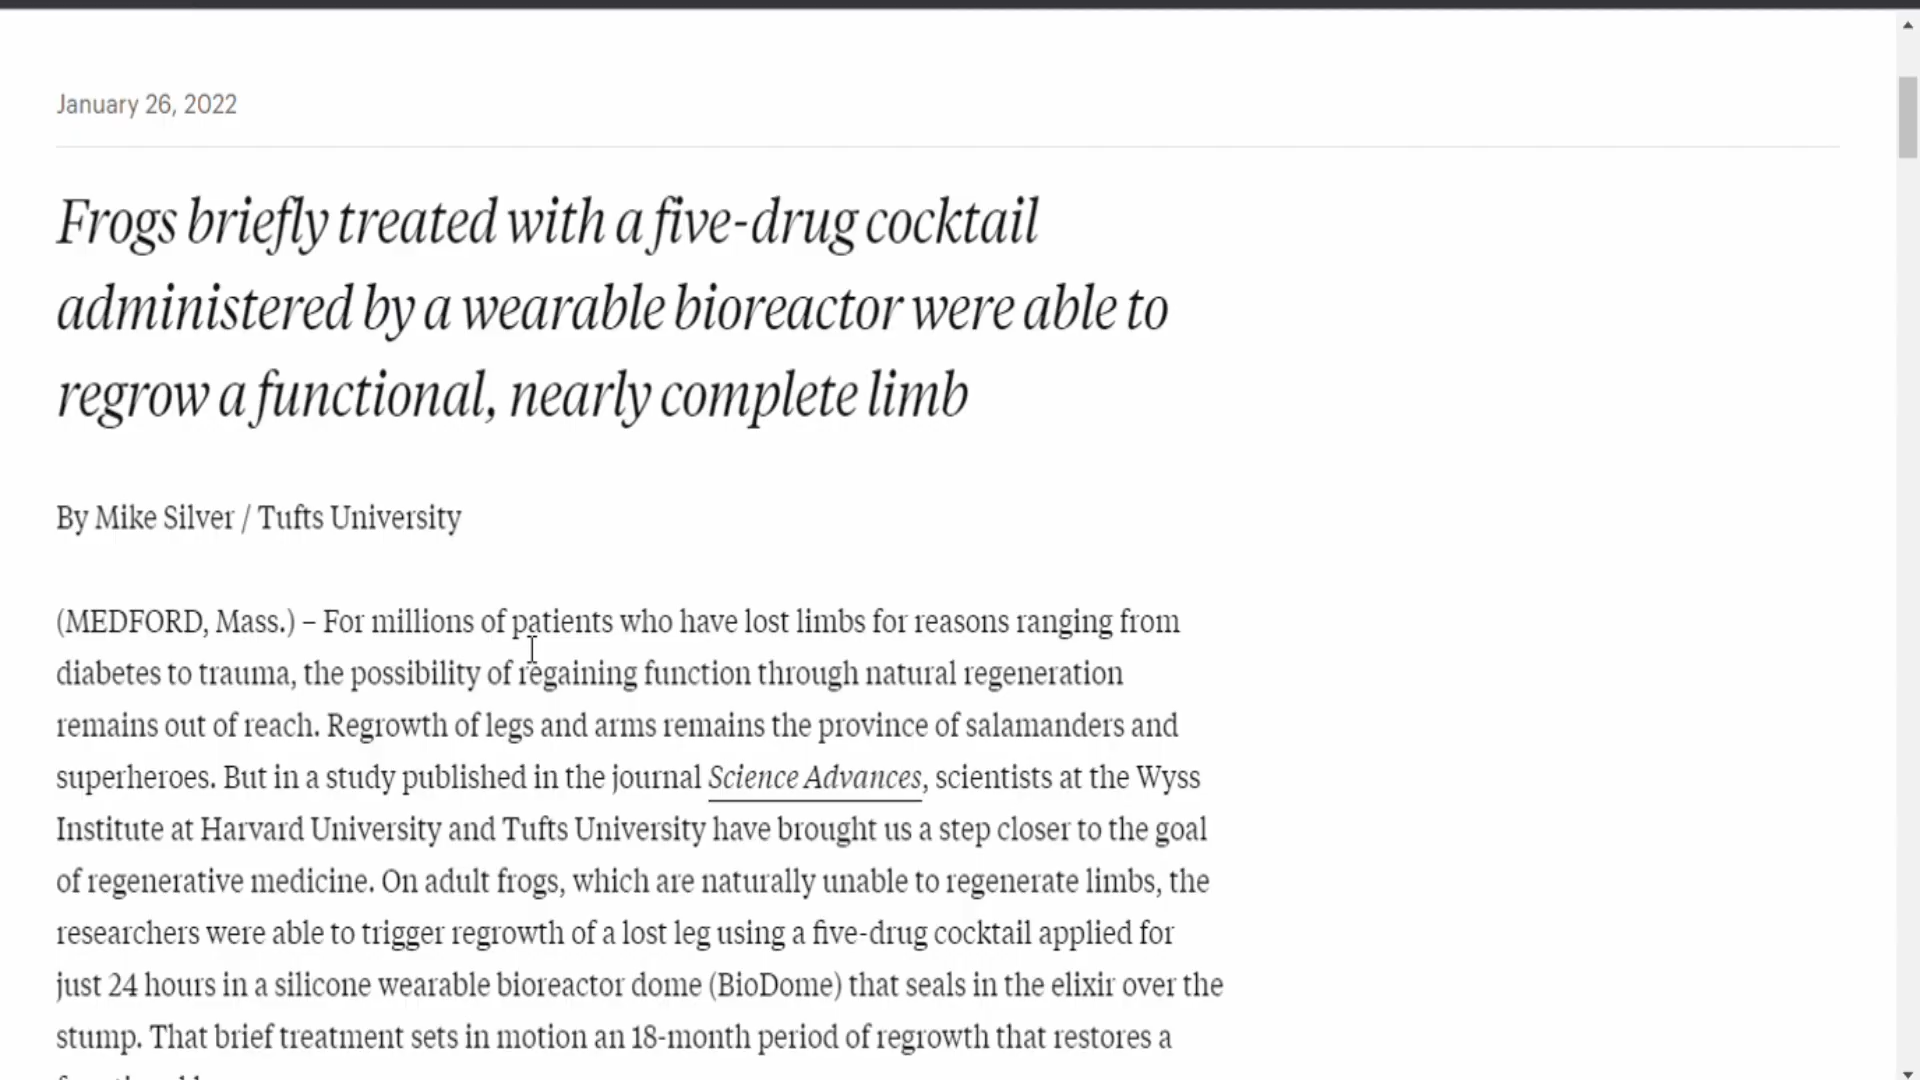 January 26, 2022
Frogs briefly treated with a five-drug cocktail
administered by a wearable bioreactor were able to
regrow a functional, nearly complete limb
By Mike Silver / Tufts University
(MEDFORD, Mass.) – For millions of patients who have lost limbs for reasons ranging from
diabetes to trauma, the possibility of regaining function through natural regeneration
remains out of reach. Regrowth of legs and arms remains the province of salamanders and
superheroes. But in a study published in the journal Science Advances, scientists at the Wyss
Institute at Harvard University and Tufts University have brought us a step closer to the goal
of regenerative medicine. On adult frogs, which are naturally unable to regenerate limbs, the
researchers were able to trigger regrowth of a lost leg using a five-drug cocktail applied for
just 24 hours in a silicone wearable bioreactor dome (BioDome) that seals in the elixir over the
stump. That brief treatment sets in motion an 18-month period of regrowth that restores a